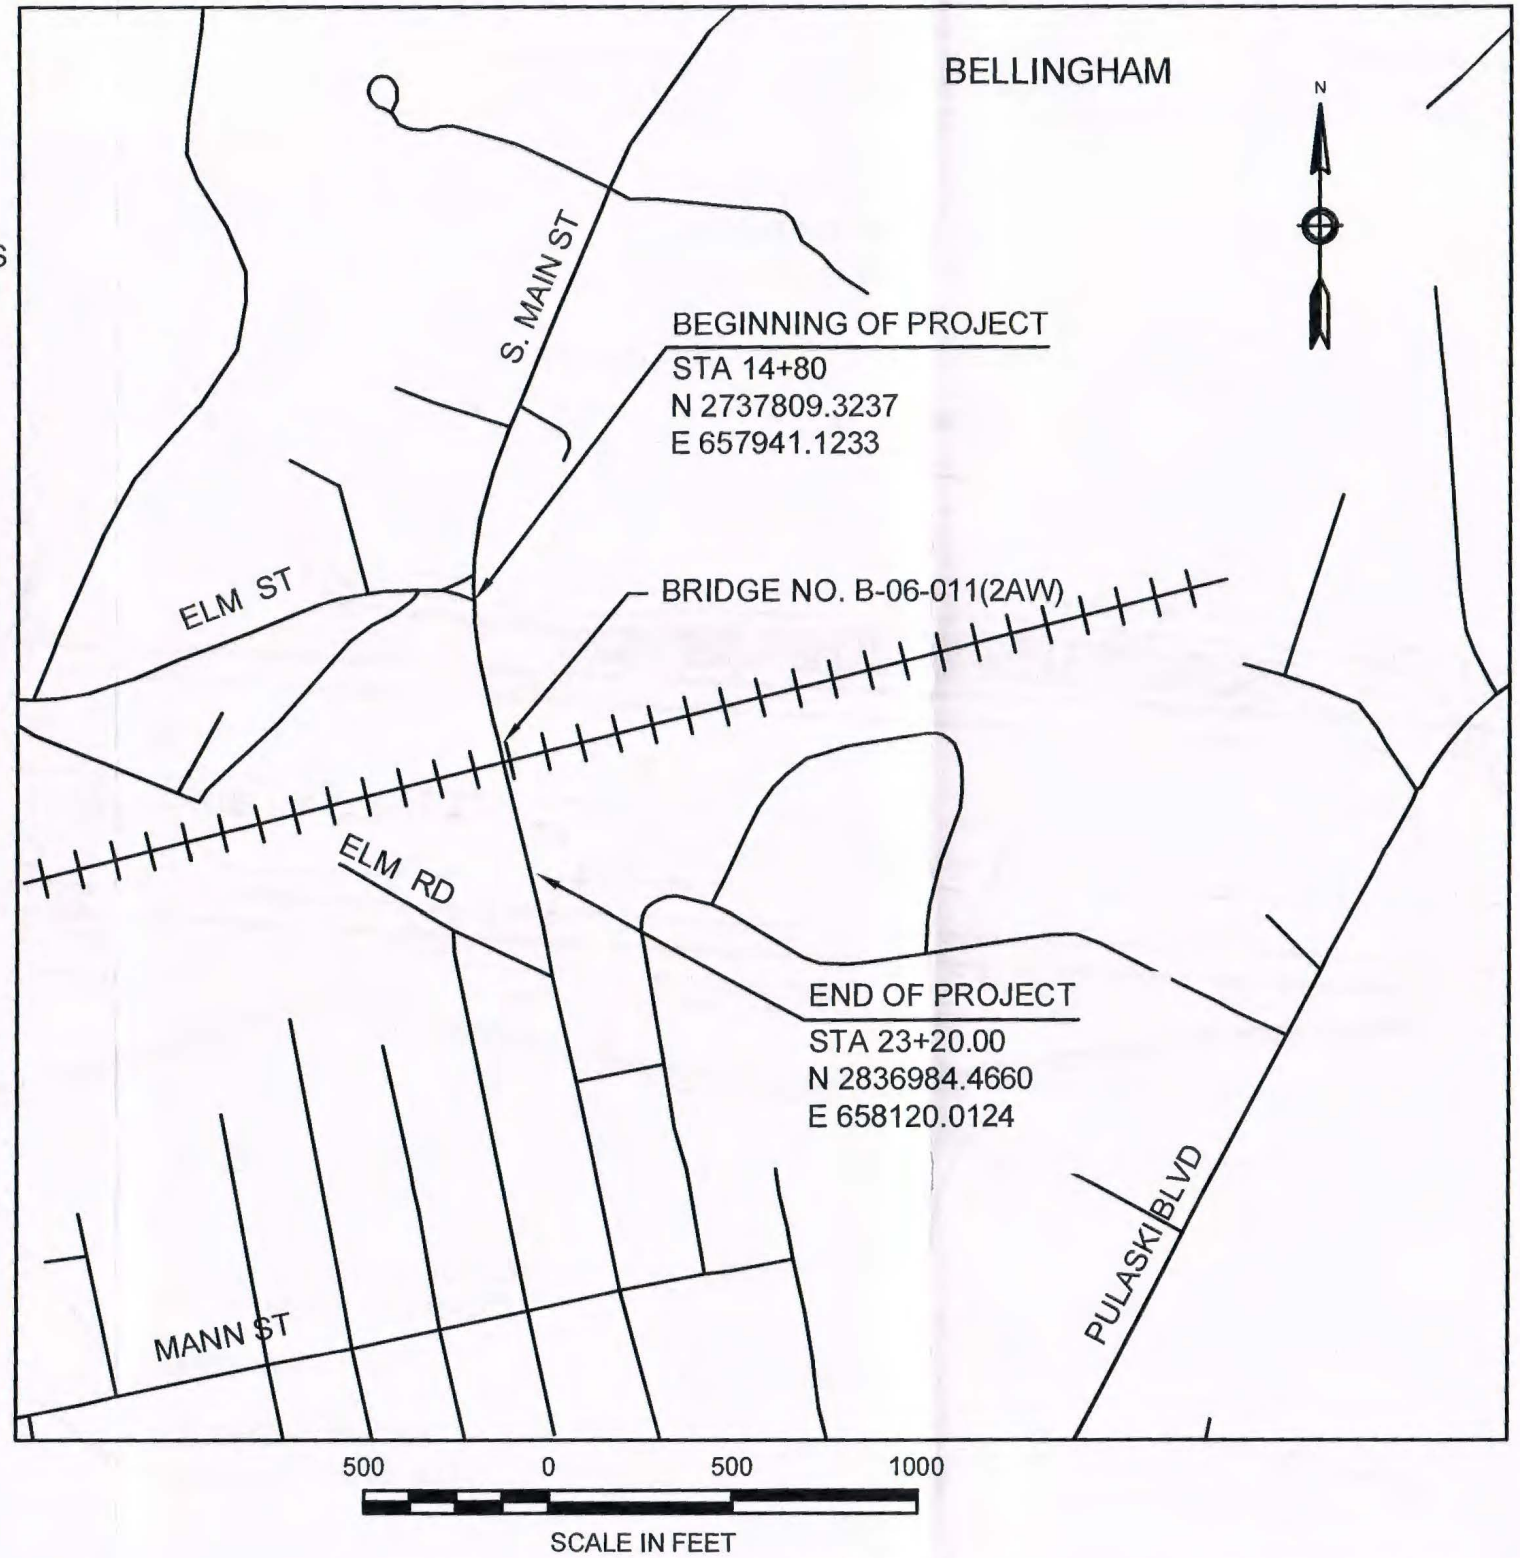 BELLINGHAM
N
S
S. MAIN ST
BEGINNING OF PROJECT
STA 14+80
N 2737809.3237
E 657941.1233
ELM ST
BRIDGE NO. B-06-011(2AW)
ELM RD
END OF PROJECT
STA 23+20.00
N 2836984.4660
E 658120.0124
PULASKI BLVD
MANN ST
500 0 500 1000
SCALE IN FEET